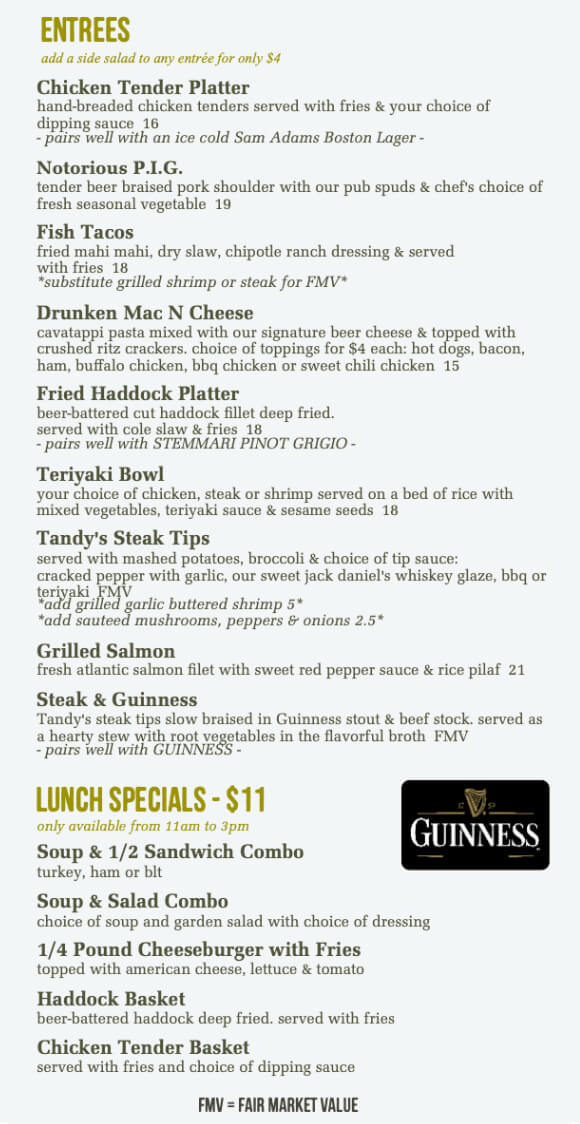 ENTREES
add a side salad to any entrée for only $4
Chicken Tender Platter
hand-breaded chicken tenders served with fries & your choice of
dipping sauce 16
- pairs well with an ice cold Sam Adams Boston Lager -
Notorious P.I.G.
tender beer braised pork shoulder with our pub spuds & chef's choice of
fresh seasonal vegetable 19
Fish Tacos
fried mahi mahi, dry slaw, chipotle ranch dressing & served
with fries 18
*substitute grilled shrimp or steak for FMV*
Drunken Mac N Cheese
cavatappi pasta mixed with our signature beer cheese & topped with
crushed ritz crackers. choice of toppings for $4 each: hot dogs, bacon,
ham, buffalo chicken, bbq chicken or sweet chili chicken 15
Fried Haddock Platter
beer-battered cut haddock fillet deep fried.
served with cole slaw & fries 18
- pairs well with STEMMARI PINOT GRIGIO -
Teriyaki Bowl
your choice of chicken, steak or shrimp served on a bed of rice with
mixed vegetables, teriyaki sauce & sesame seeds 18
Tandy's Steak Tips
served with mashed potatoes, broccoli & choice of tip sauce:
cracked pepper with garlic, our sweet jack daniel's whiskey glaze, bbq or
teriyaki FMV
*add grilled garlic buttered shrimp 5*
*add sauteed mushrooms, peppers & onions 2.5*
Grilled Salmon
fresh atlantic salmon filet with sweet red pepper sauce & rice pilaf 21
Steak & Guinness
Tandy's steak tips slow braised in Guinness stout & beef stock. served as
a hearty stew with root vegetables in the flavorful broth FMV
- pairs well with GUINNESS -
LUNCH SPECIALS - $11
only available from 11am to 3pm
GUINNESS
Soup & 1/2 Sandwich Combo
turkey, ham or blt
Soup & Salad Combo
choice of soup and garden salad with choice of dressing
1/4 Pound Cheeseburger with Fries
topped with american cheese, lettuce & tomato
Haddock Basket
beer-battered haddock deep fried. served with fries
Chicken Tender Basket
served with fries and choice of dipping sauce
FMV = FAIR MARKET VALUE